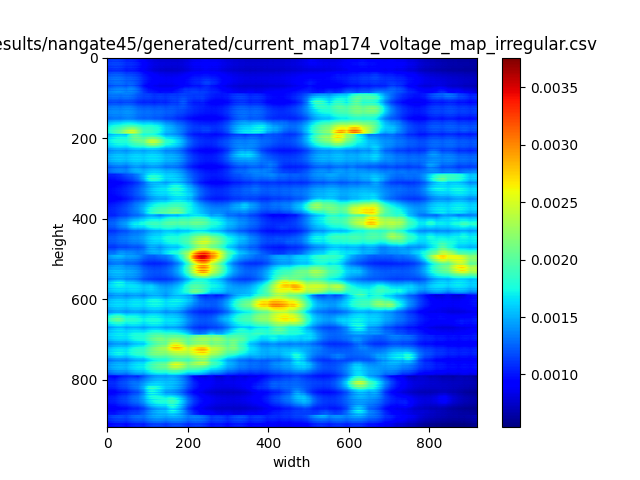 esults/nangate45/generated/current_map174_voltage_map_irregular.csv
0
200
400
600
800
height
0 200 400 600 800
width
0.0035
0.0030
0.0025
0.0020
0.0015
0.0010